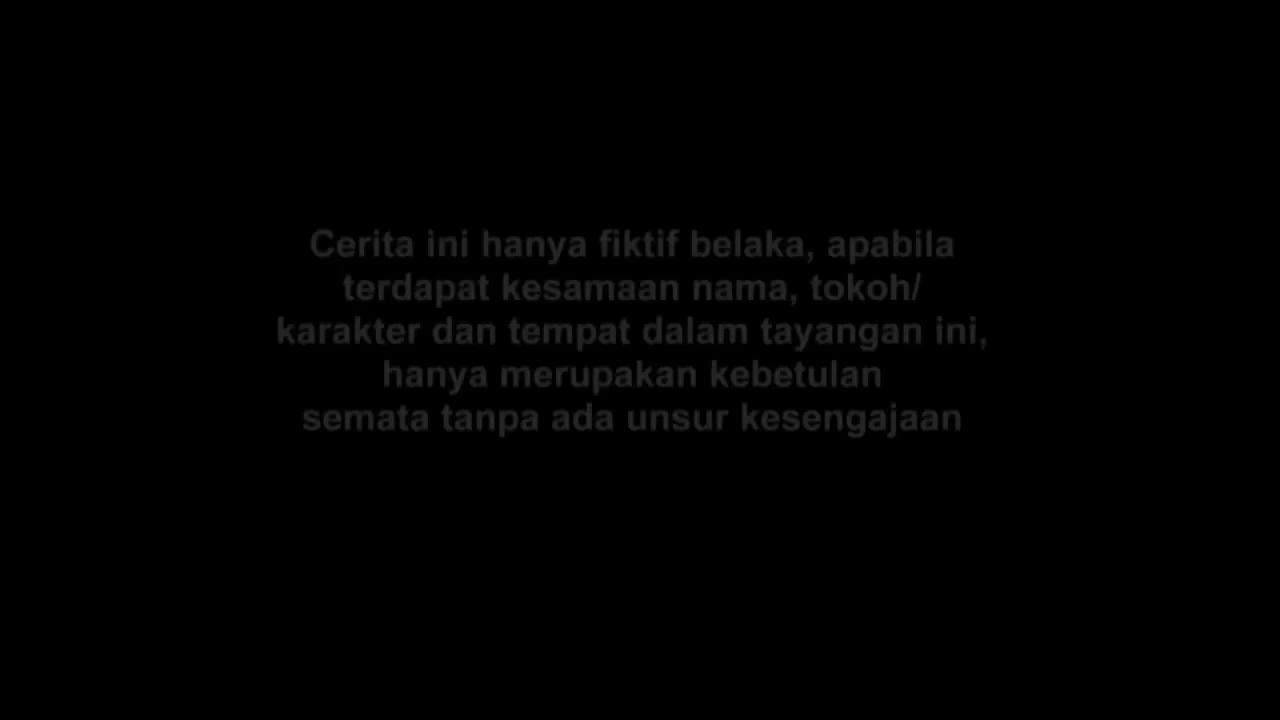 Cerita ini hanya fiktif belaka, apabila
terdapat kesamaan nama, tokoh/
karakter dan tempat dalam tayangan ini,
hanya merupakan kebetulan
semata tanpa ada unsur kesengajaan